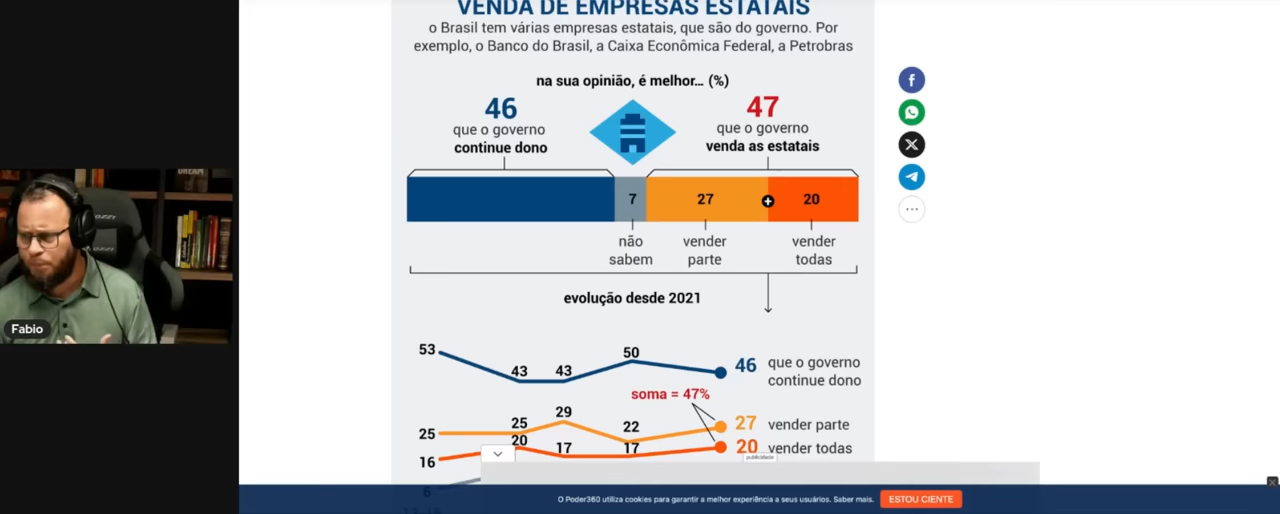 VENDA DE EMPRESAS ESTATAIS
o Brasil tem várias empresas estatais, que são do governo. Por
exemplo, o Banco do Brasil, a Caixa Econômica Federal, a Petrobras
na sua opinião, é melhor... (%)
46
que o governo
continue dono
47
que o governo
venda as estatais
7
27
20
não
sabem
vender
parte
vender
todas
evolução desde 2021
53
43
43
50
46
que o governo
continue dono
soma = 47%
25
25
29
22
27
vender parte
16
20
17
17
20
vender todas
publicidade
6
DREAM
Fabio
O Poder360 utiliza cookies para garantir a melhor experiência a seus usuários. Saber mais.
ESTOU CIENTE